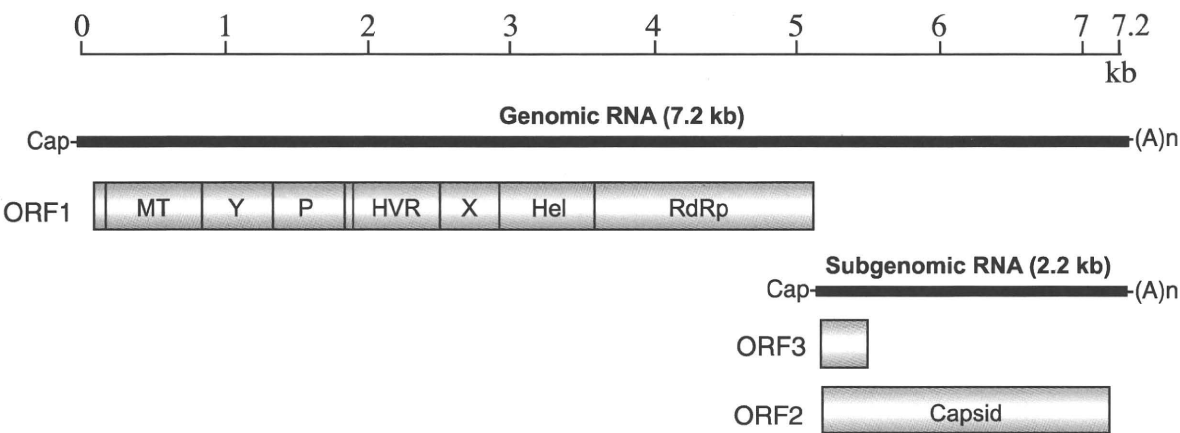 0 1 2 3 4 5 6 7 7.2
kb
Genomic RNA (7.2 kb)
Cap (A)n
ORF1 MT Y P HVR X Hel RdRp
Subgenomic RNA (2.2 kb)
Cap (A)n
ORF3
ORF2 Capsid